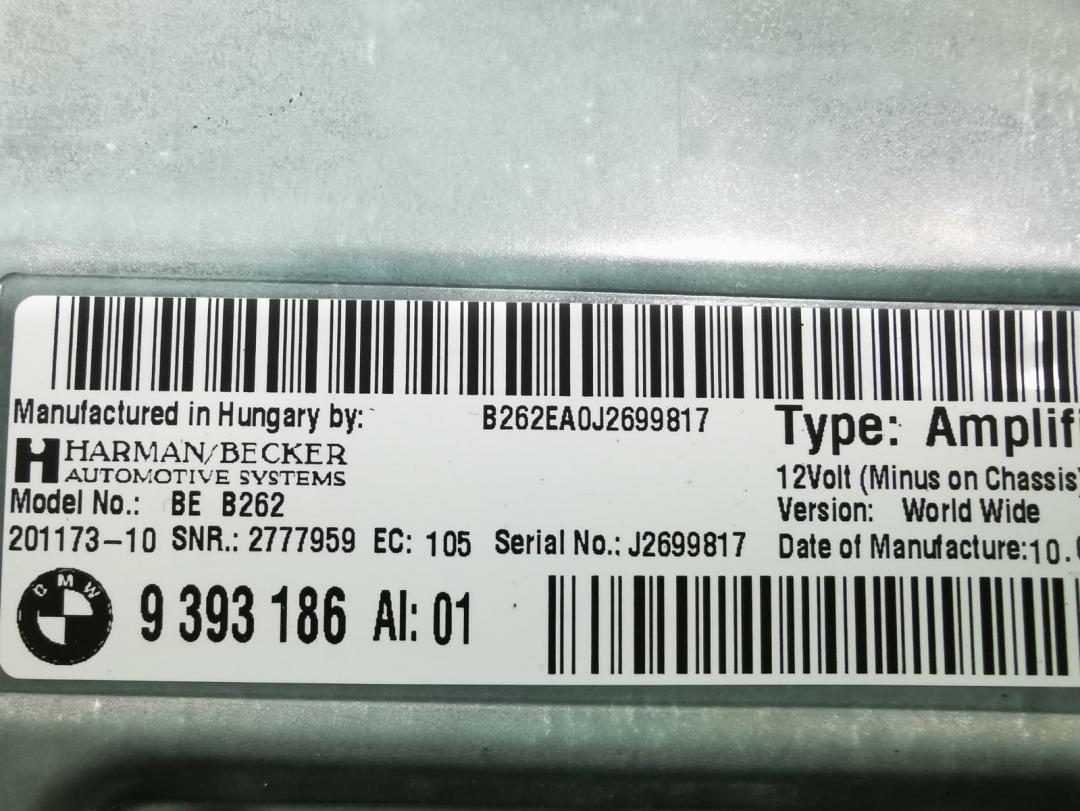 Manufactured in Hungary by: B262EA0J2699817
Type: Amplifi
HARMAN/BECKER
AUTOMOTIVE SYSTEMS
12Volt (Minus on Chassis)
Model No.: BE B262
Version: World Wide
201173-10 SNR.: 2777959 EC: 105 Serial No.: J2699817 Date of Manufacture:10.
BMW
9 393 186 AI: 01